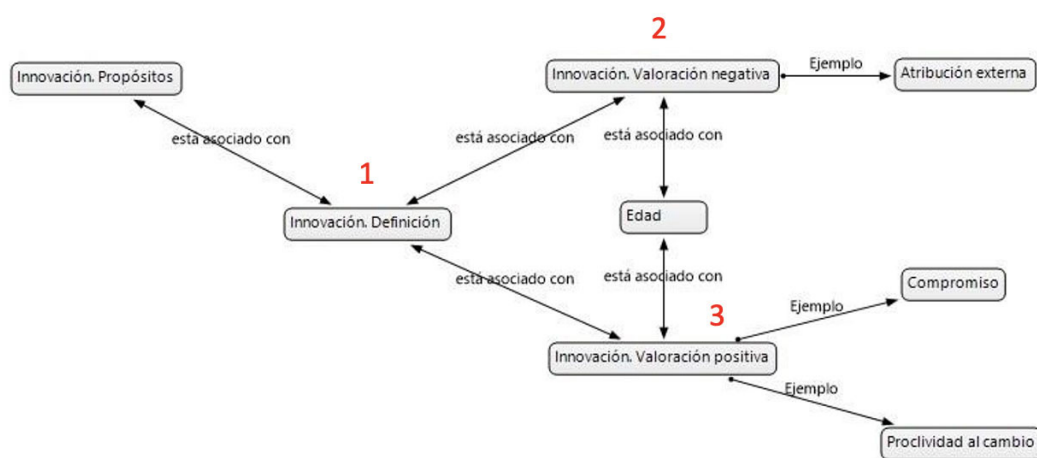 2
Innovación. Propósitos
Innovación. Valoración negativa
Ejemplo
Atribución externa
está asociado con
está asociado con
está asociado con
1
Innovación. Definición
Edad
está asociado con
está asociado con
Compromiso
Ejemplo
3
Innovación. Valoración positiva
Ejemplo
Proclividad al cambio